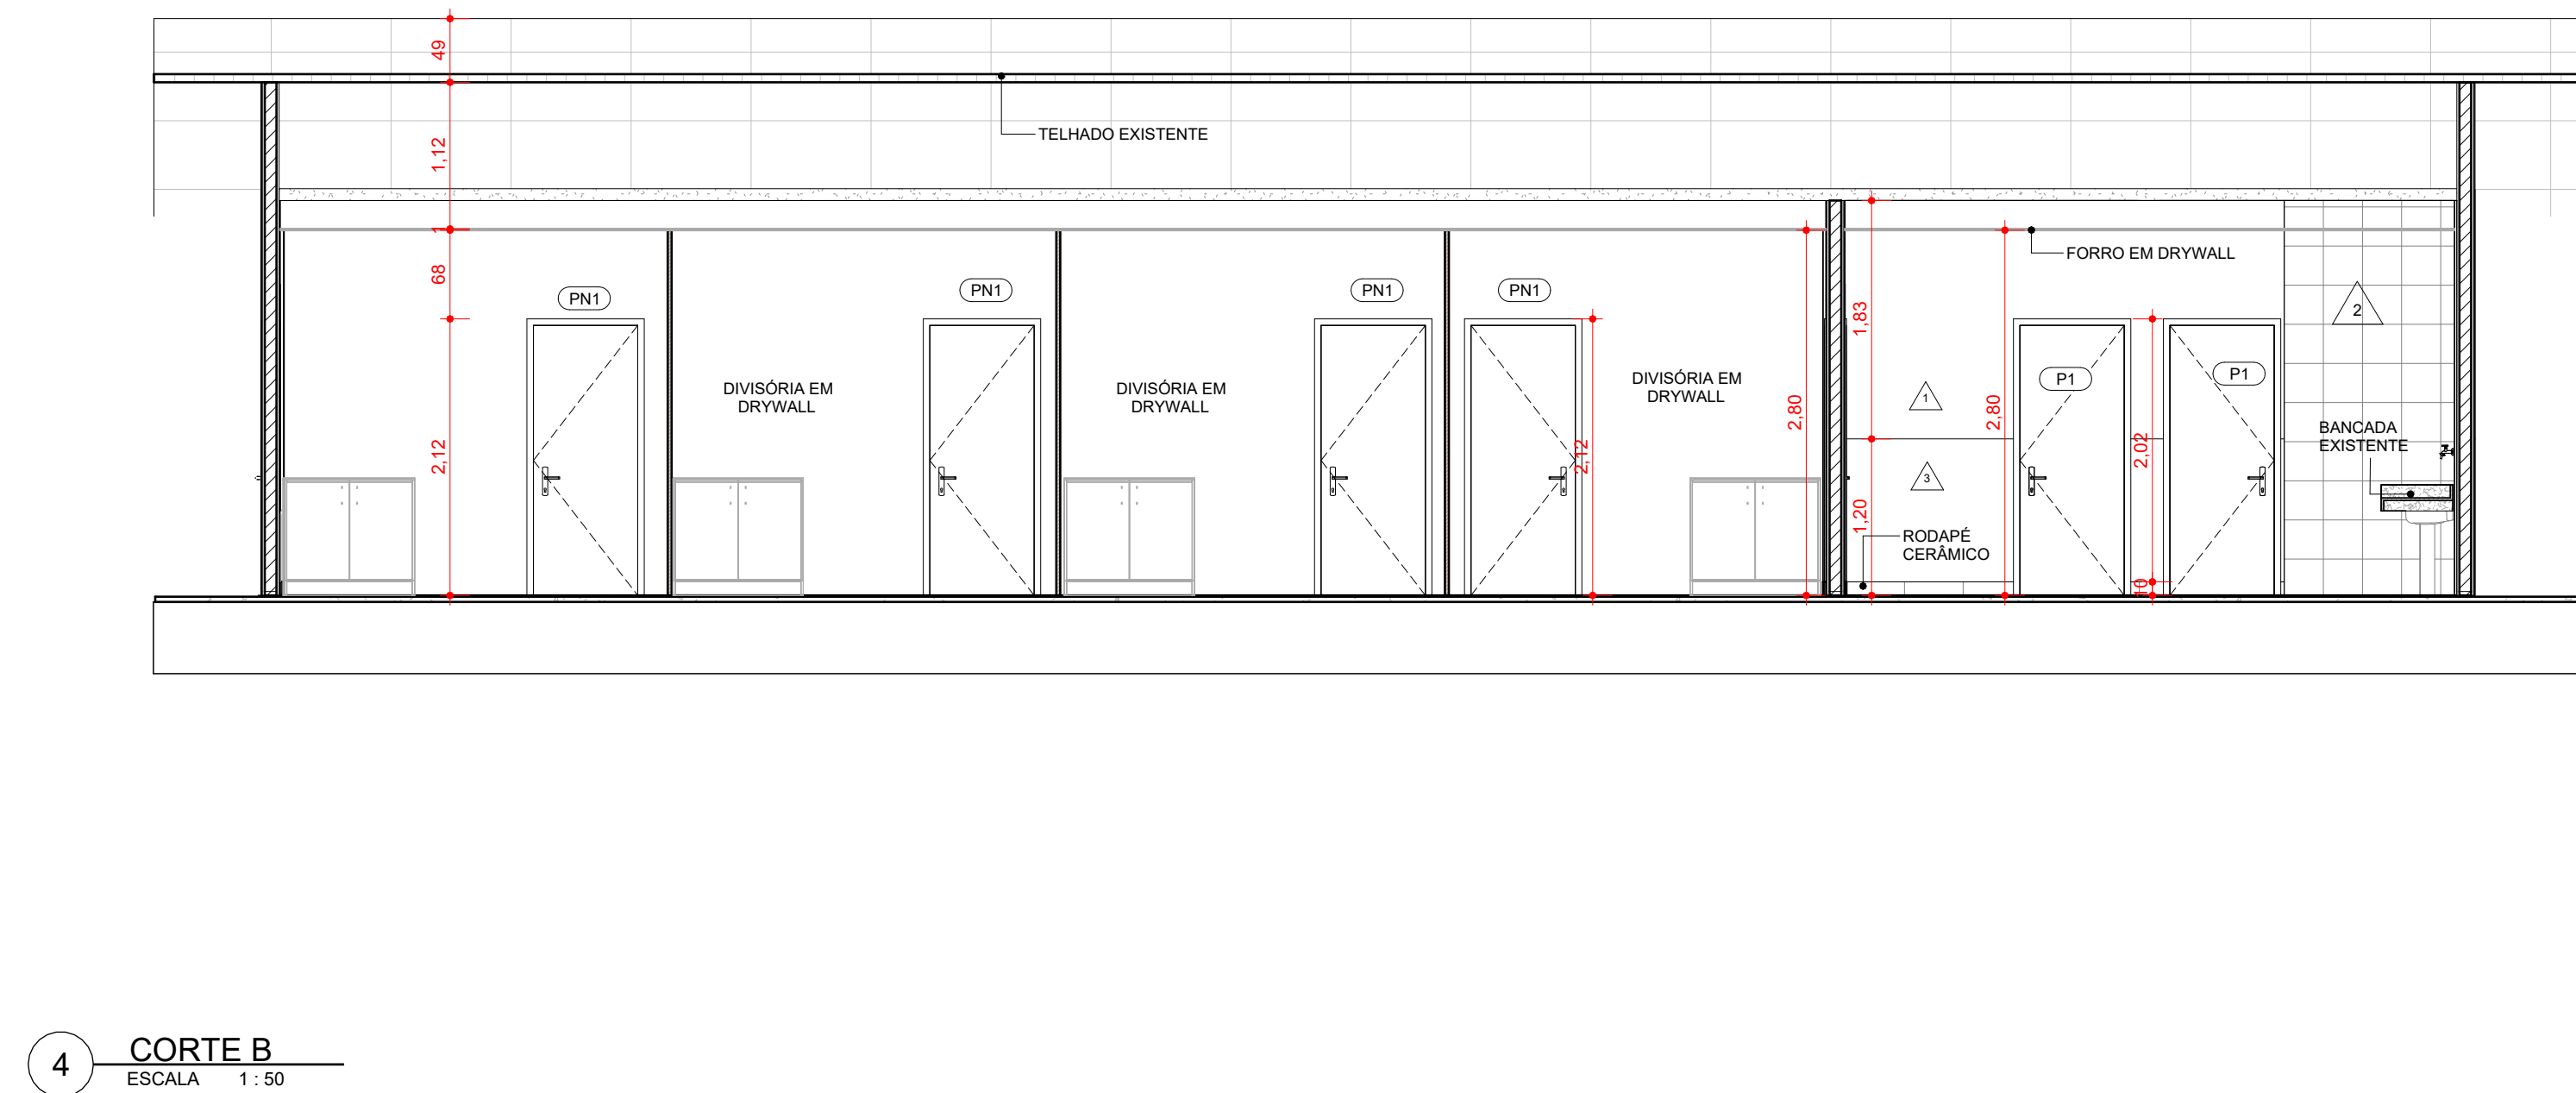 49
1,12
TELHADO EXISTENTE
1
68
2,12
PN1
PN1
PN1
PN1
DIVISÓRIA EM
DRYWALL
DIVISÓRIA EM
DRYWALL
DIVISÓRIA EM
DRYWALL
2,12
2,80
1,83
1,20
FORRO EM DRYWALL
1
3
2,80
RODAPÉ
CERÂMICO
P1
2,02
10
P1
2
BANCADA
EXISTENTE
4
CORTE B
ESCALA 1 : 50